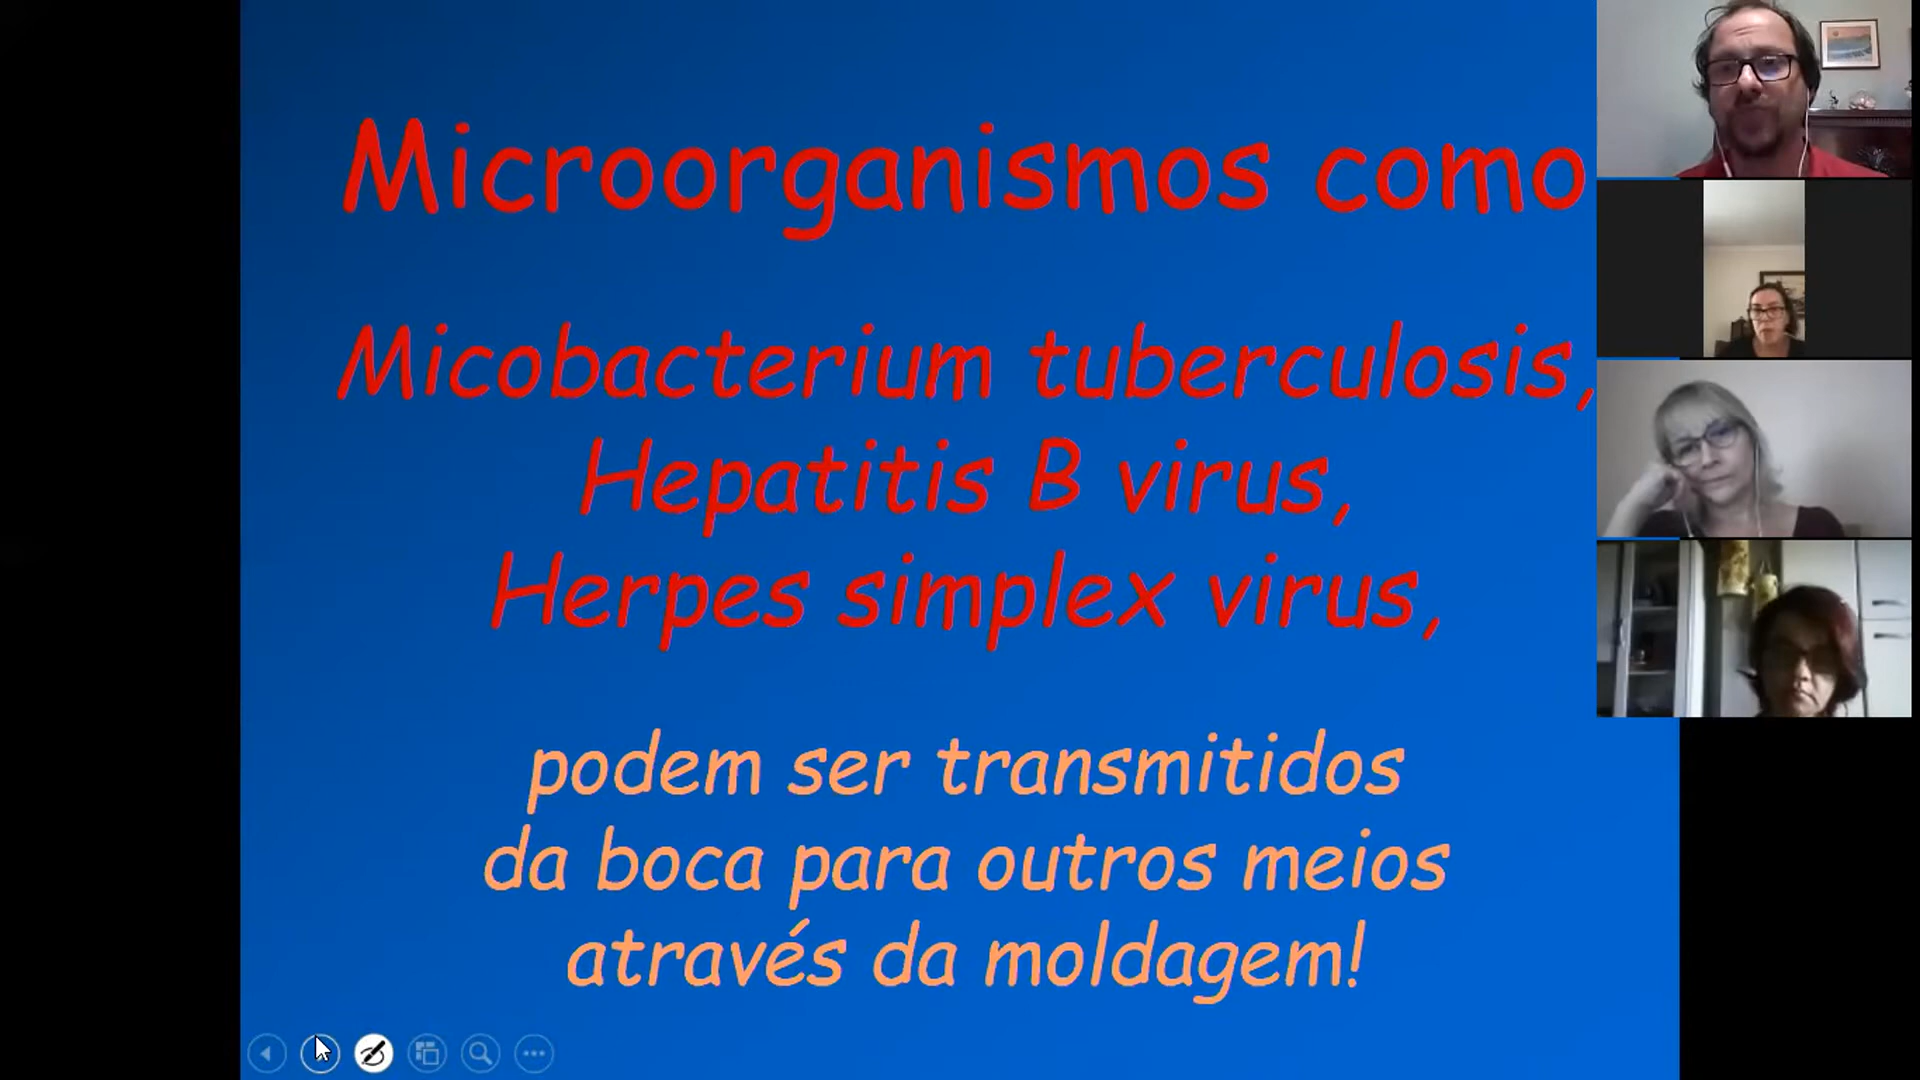 Microorganismos como
Micobacterium tuberculosis,
Hepatitis B virus,
Herpes simplex virus,
podem ser transmitidos
da boca para outros meios
através da moldagem!